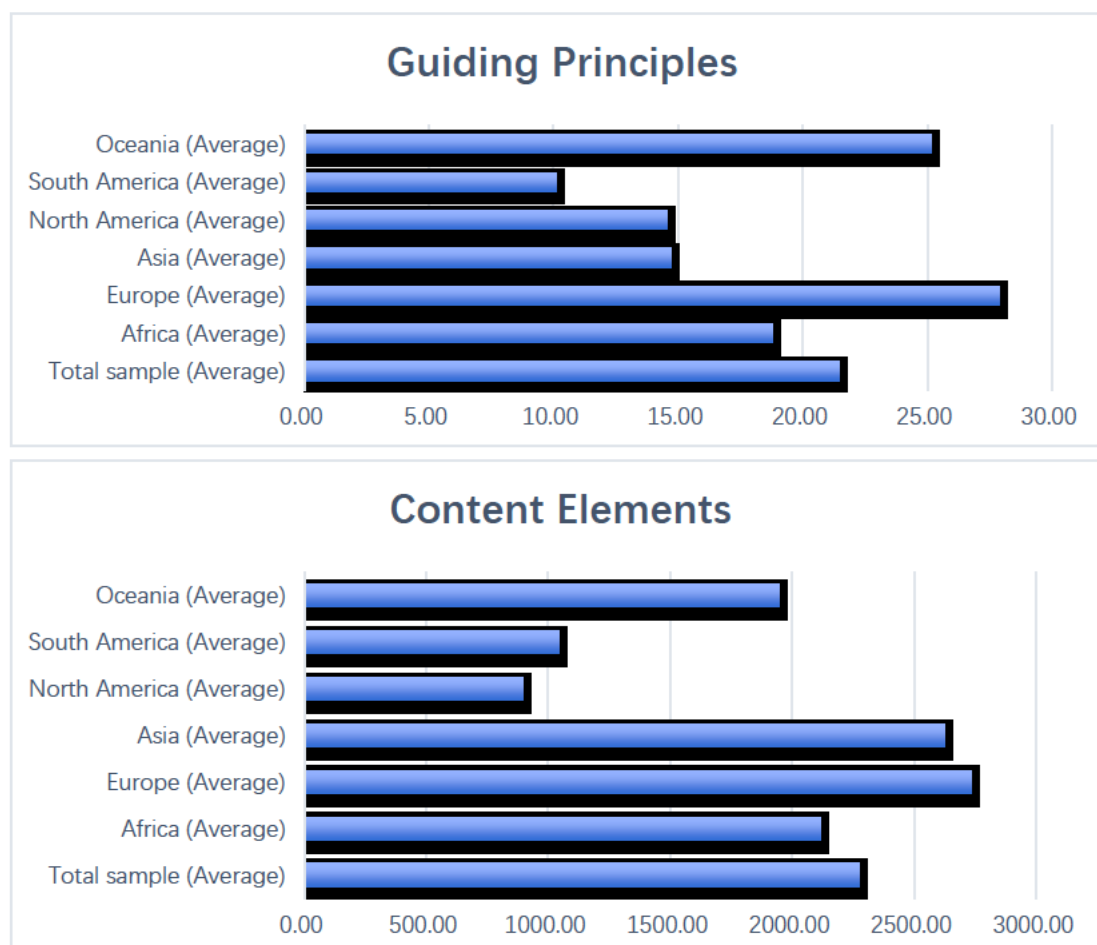 Guiding Principles
Oceania (Average)
South America (Average)
North America (Average)
Asia (Average)
Europe (Average)
Africa (Average)
Total sample (Average)
0.00 5.00 10.00 15.00 20.00 25.00 30.00
Content Elements
Oceania (Average)
South America (Average)
North America (Average)
Asia (Average)
Europe (Average)
Africa (Average)
Total sample (Average)
0.00 500.00 1000.00 1500.00 2000.00 2500.00 3000.00